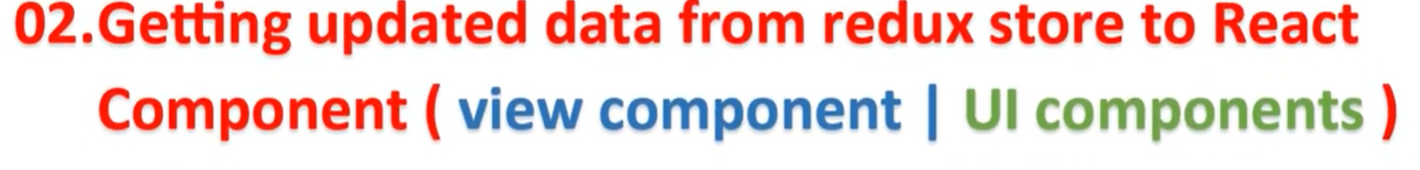 02.Getting updated data from redux store to React
Component ( view component | UI components )